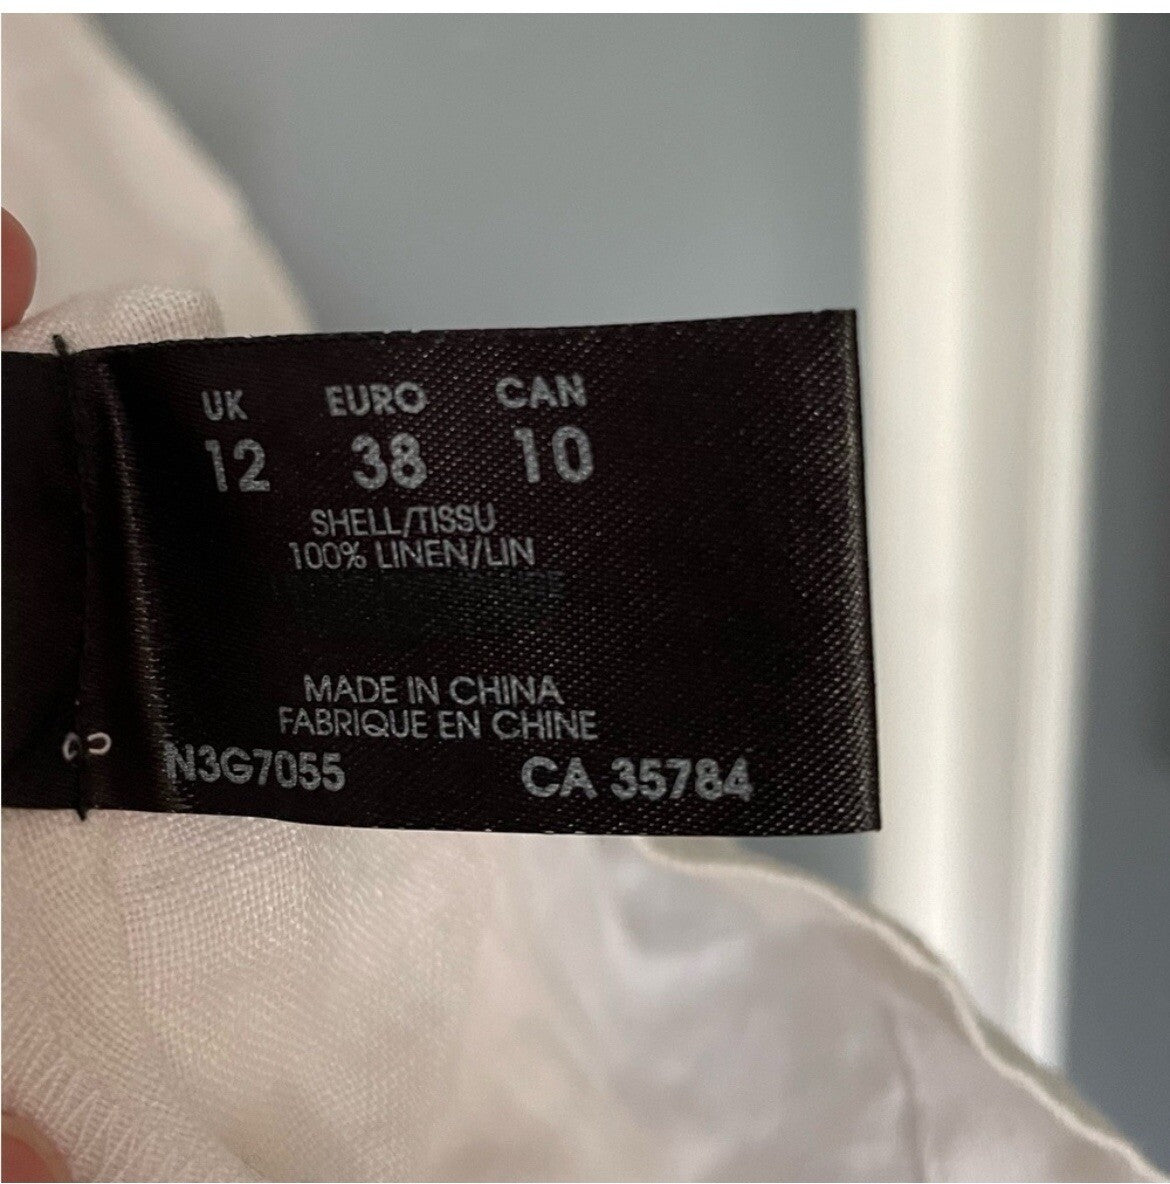 UK EURO CAN
12 38 10
SHELL/TISSU
100% LINEN/LIN
MADE IN CHINA
FABRIQUE EN CHINE
N3G7055 CA 35784